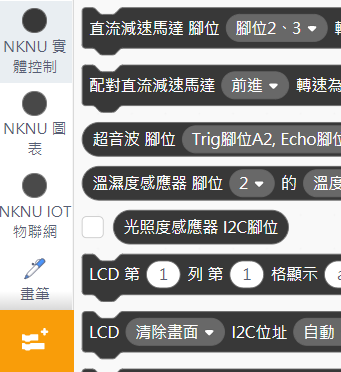 NKNU 實
體控制
NKNU 圖
表
NKNU IOT
物聯網
畫筆
直流減速馬達 腳位 腳位2、3
配對直流減速馬達 前進 轉速為
超音波 腳位 Trig腳位A2, Echo腳位
溫濕度感應器 腳位 2 的 溫度
光照度感應器 I2C腳位
LCD 第 1 列 第 1 格顯示
LCD 清除畫面 I2C位址 自動